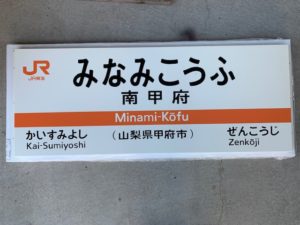 JR
JR東海
みなみこうふ
南甲府
Minami-Kōfu
かいすみよし
Kai-Sumiyoshi
（山梨県甲府市）
ぜんこうじ
Zenkōji